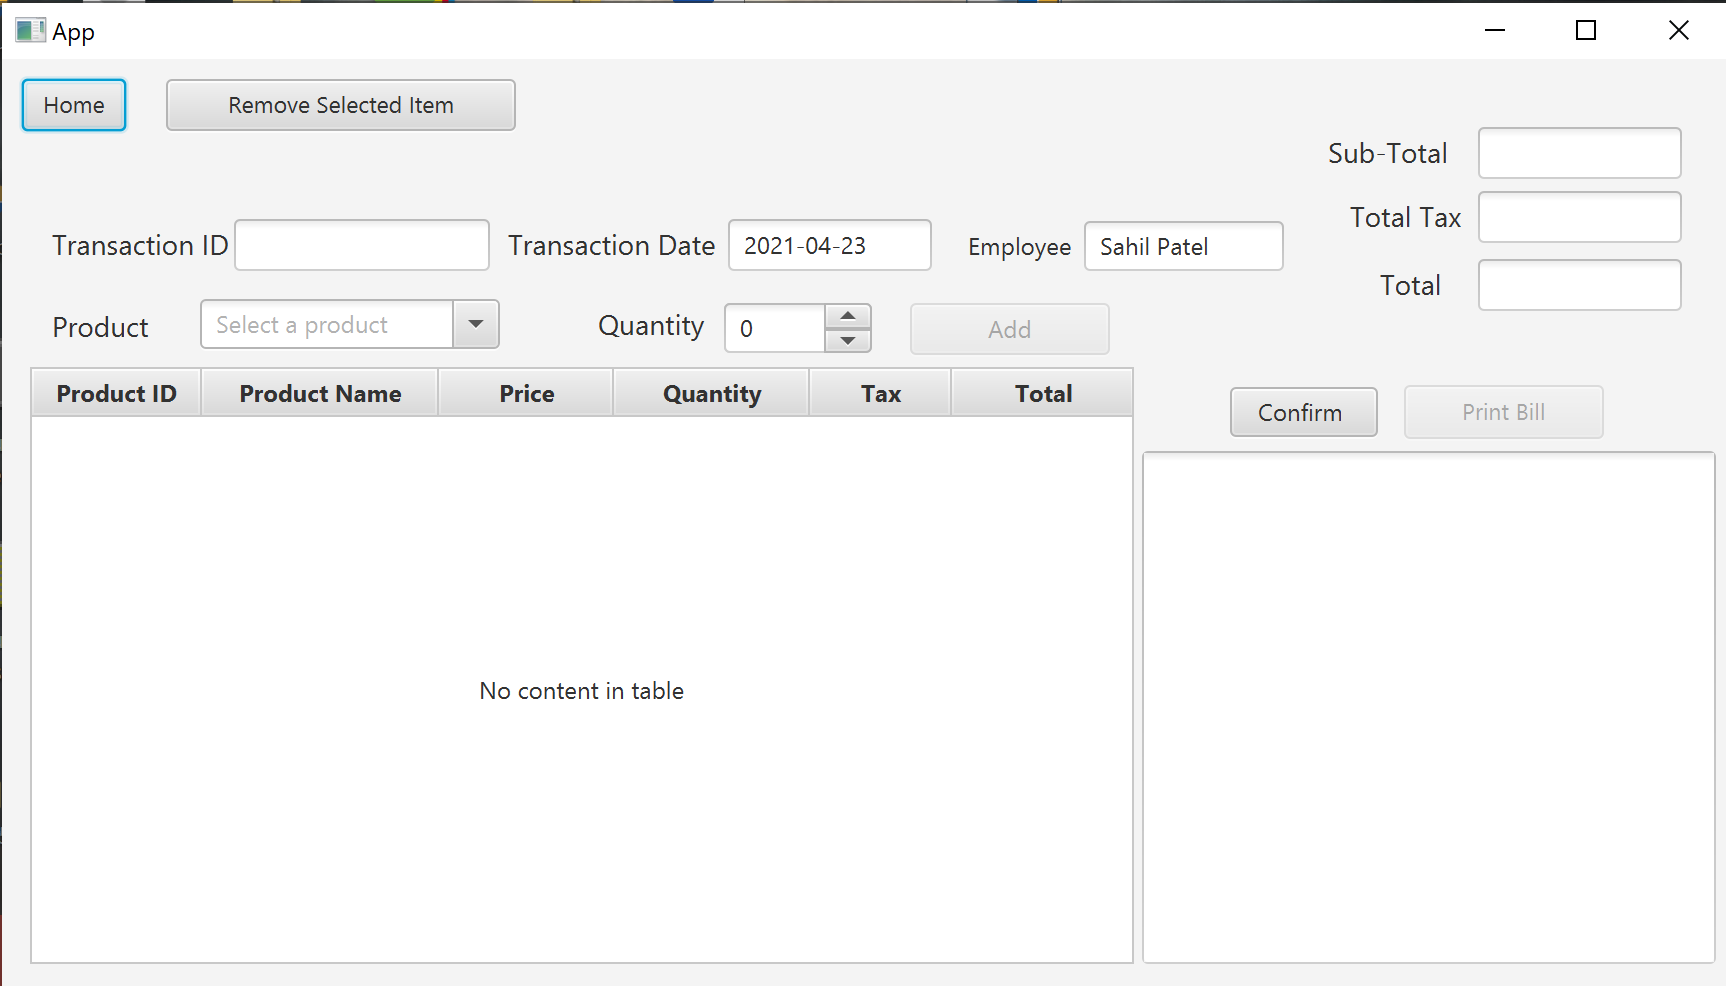 App
Home Remove Selected Item
Sub-Total
Total Tax
Transaction ID Transaction Date 2021-04-23 Employee Sahil Patel
Total
Product Select a product Quantity 0 Add
Product ID Product Name Price Quantity Tax Total
Confirm Print Bill
No content in table